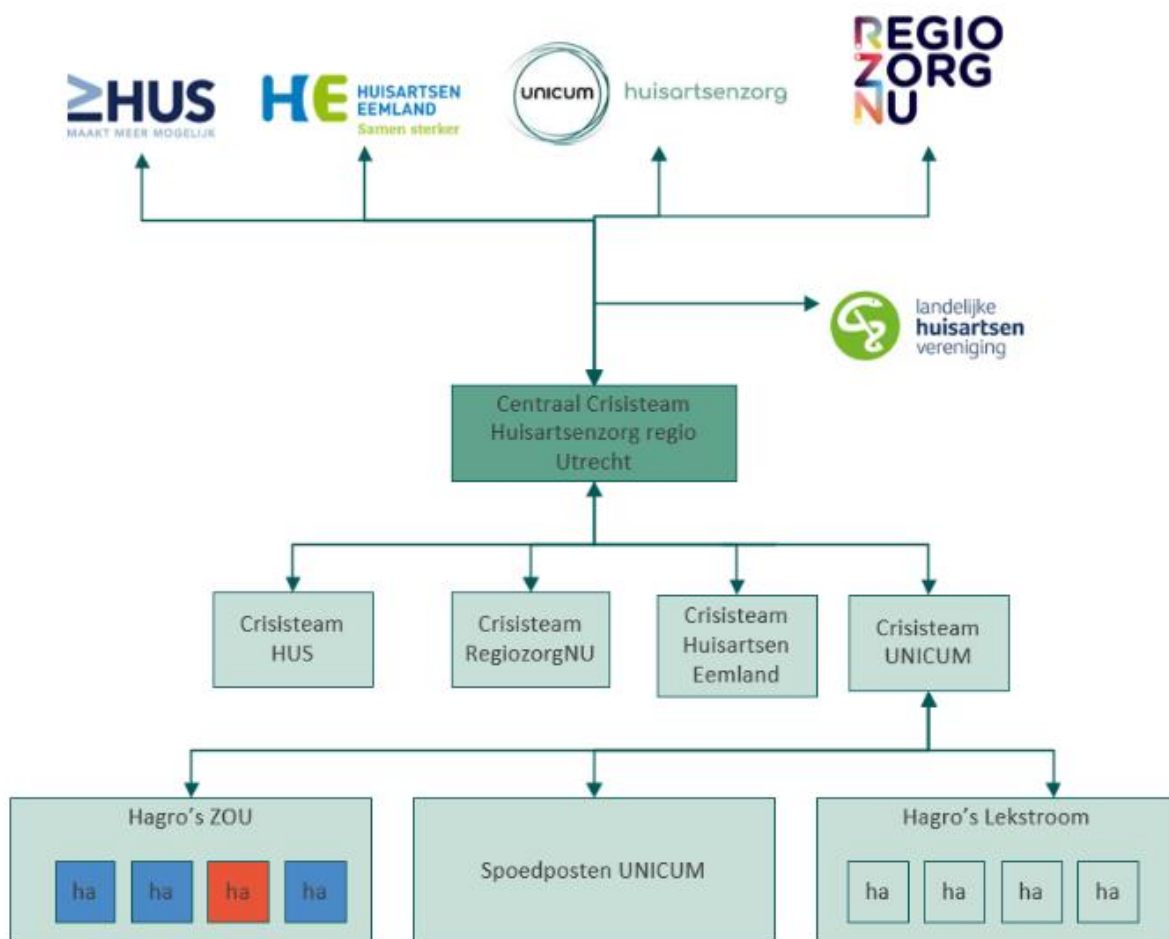 HUS
MAAKT MEER MOGELIJK
HE HUISARTSEN
EEMLAND
Samen sterker
unicum huisartsenzorg
REGIO
ZORG
NU
landelijke
huisartsen
vereniging
Centraal Crisisteam
Huisartsenzorg regio
Utrecht
Crisisteam
HUS
Crisisteam
RegiozorgNU
Crisisteam
Huisartsen
Eemland
Crisisteam
UNICUM
Hagro's ZOU
ha ha ha ha
Spoedposten UNICUM
Hagro's Lekstroom
ha ha ha ha